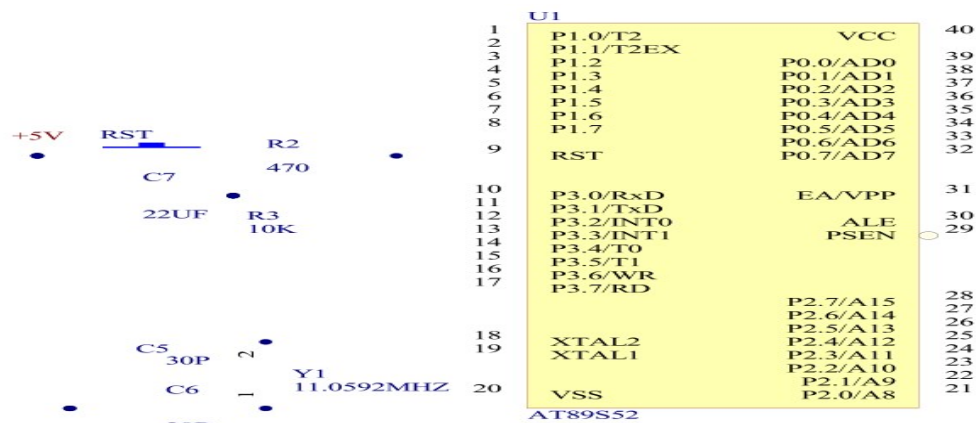 U1
1 P1.0/T2 VCC 40
2 P1.1/T2EX
3 P1.2 P0.0/AD0 39
4 P1.3 P0.1/AD1 38
5 P1.4 P0.2/AD2 37
6 P1.5 P0.3/AD3 36
7 P1.6 P0.4/AD4 35
8 P1.7 P0.5/AD5 34
P0.6/AD6 33
9 RST P0.7/AD7 32
+5V RST R2
470
C7
22UF R3
10K
10 P3.0/RxD EA/VPP 31
11 P3.1/TxD
12 P3.2/INT0 ALE 30
13 P3.3/INT1 PSEN 29
14 P3.4/T0
15 P3.5/T1
16 P3.6/WR
17 P3.7/RD
P2.7/A15 28
P2.6/A14 27
P2.5/A13 26
18 XTAL2 P2.4/A12 25
19 XTAL1 P2.3/A11 24
P2.2/A10 23
P2.1/A9 22
20 VSS P2.0/A8 21
AT89S52
C5
30P
2
Y1
11.0592MHZ
C6
1